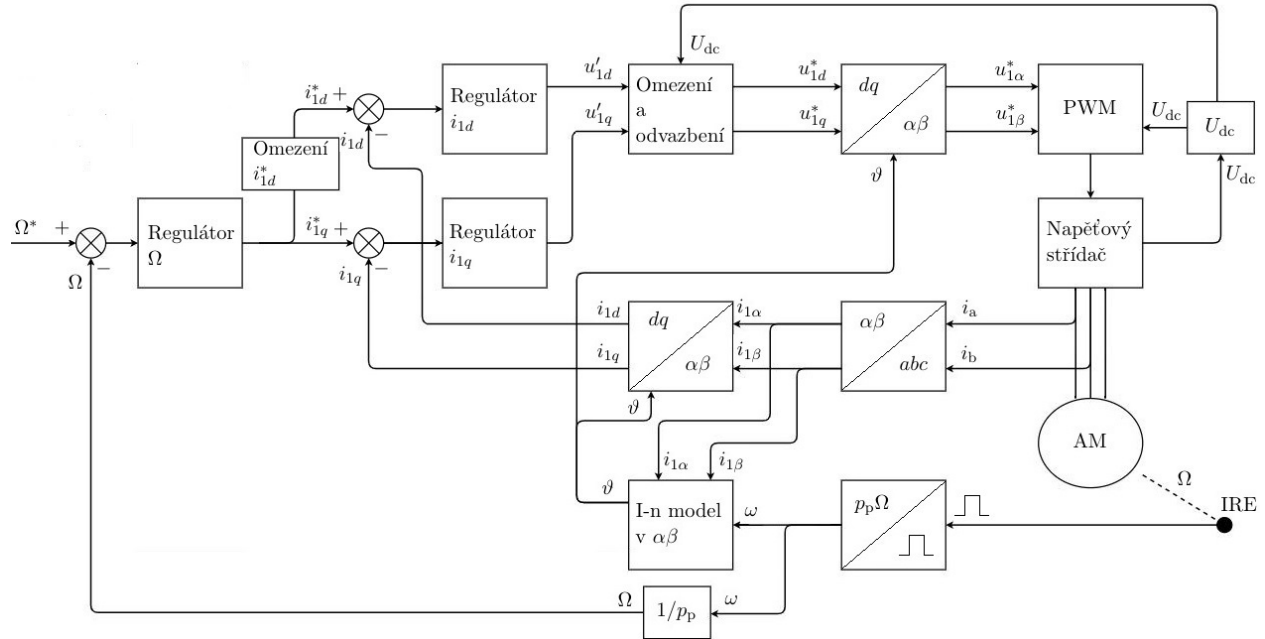 U_dc
i*_1d +
−
i_1d
Regulátor
i_1d
u′_1d
u′_1q
Omezení
a
odvazbení
u*_1d
u*_1q
dq
αβ
ϑ
u*_1α
u*_1β
PWM
U_dc
U_dc
U_dc
Omezení
i*_1d
Ω* +
−
Ω
Regulátor
Ω
i*_1q +
−
i_1q
Regulátor
i_1q
Napěťový
střídač
i_1d
i_1q
dq
αβ
ϑ
i_1α
i_1β
αβ
abc
i_a
i_b
AM
Ω
IRE
i_1α
i_1β
ϑ
I-n model
v αβ
ω
p_pΩ
Ω
1/p_p
ω